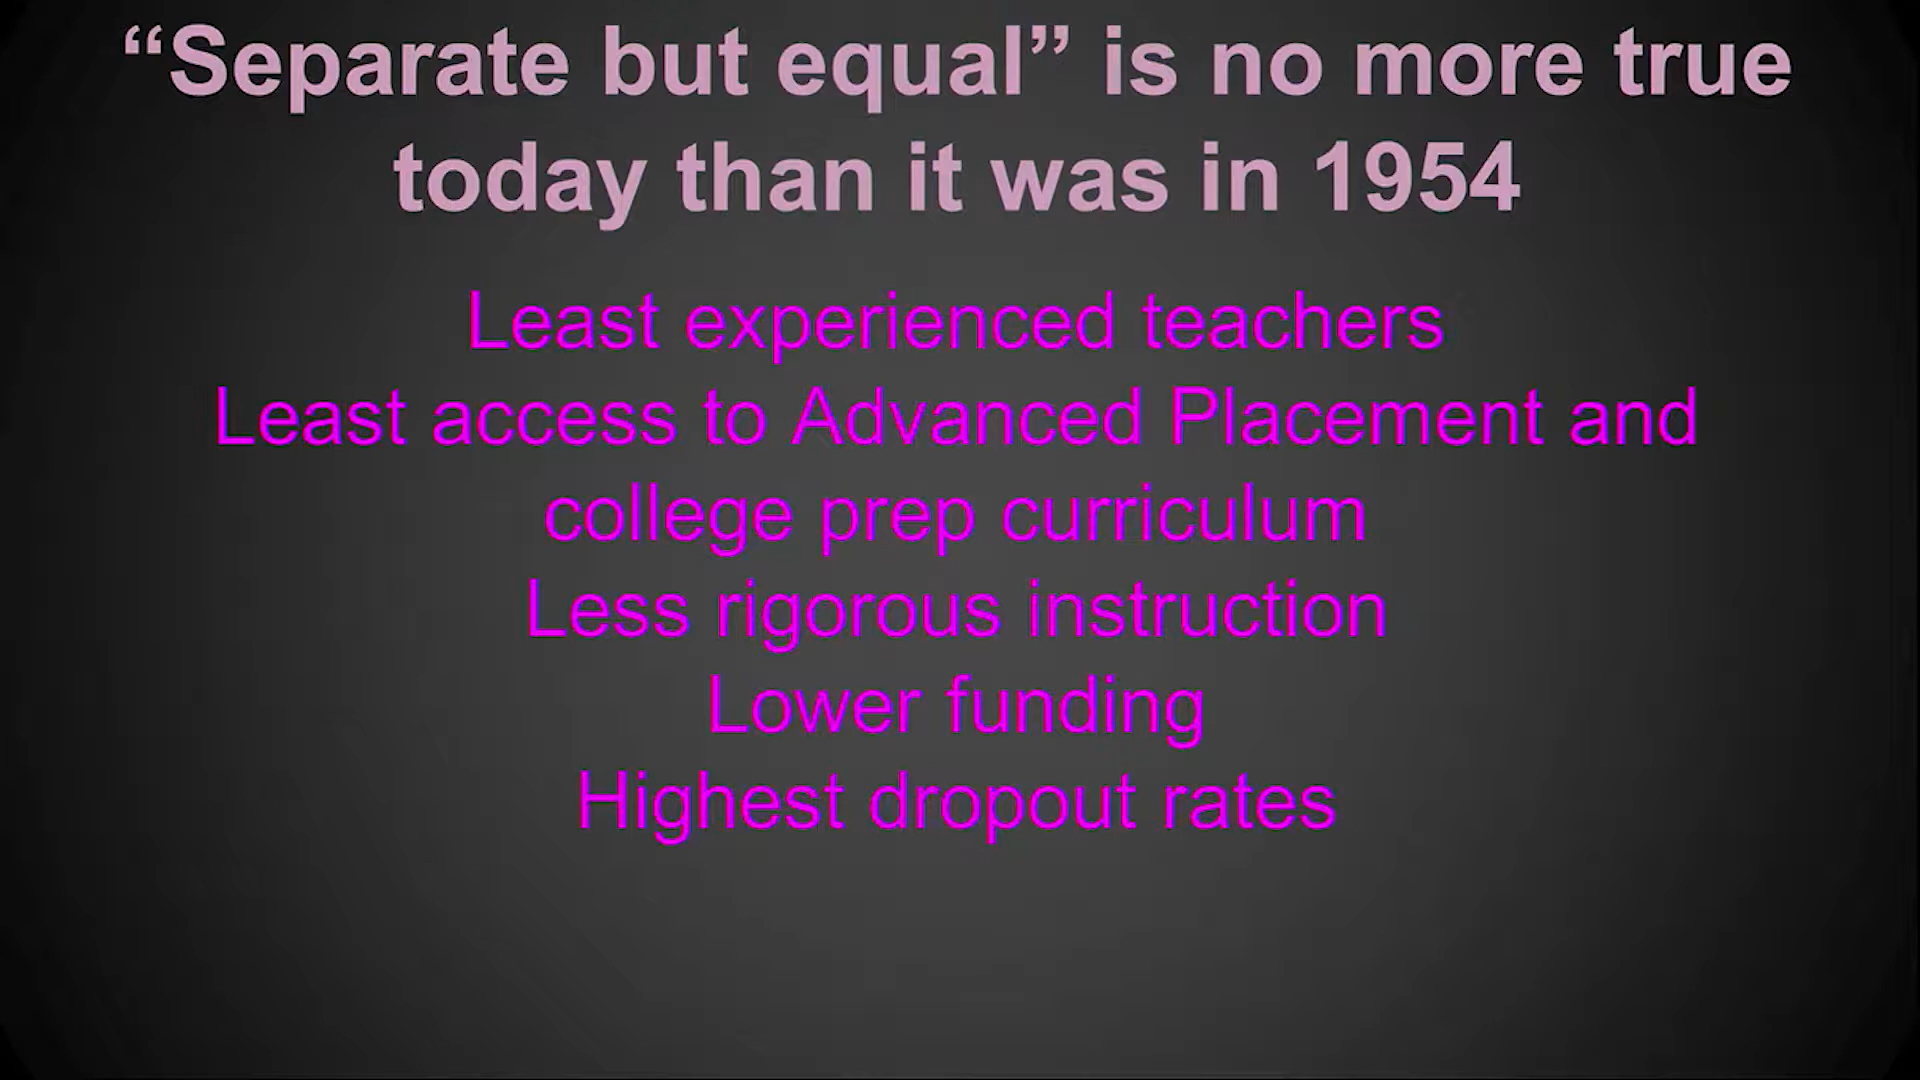 “Separate but equal” is no more true
today than it was in 1954
Least experienced teachers
Least access to Advanced Placement and
college prep curriculum
Less rigorous instruction
Lower funding
Highest dropout rates